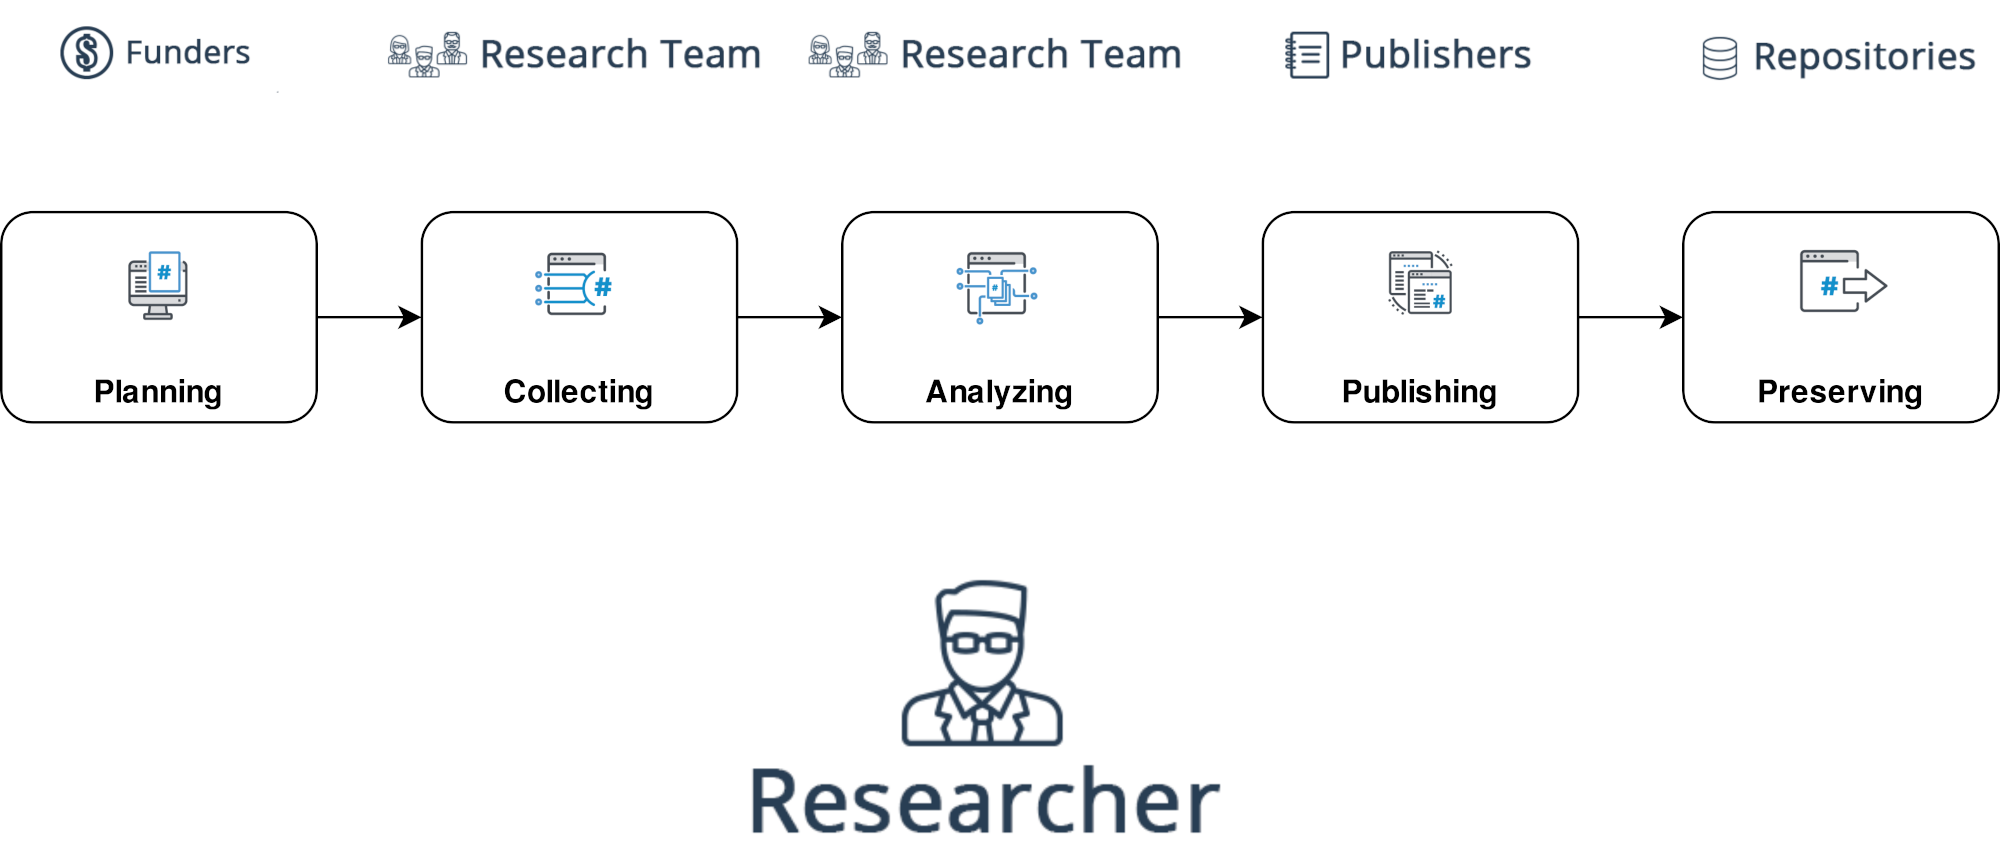 Funders
Research Team
Research Team
Publishers
Repositories
#
#
#
#
#
Planning
Collecting
Analyzing
Publishing
Preserving
Researcher